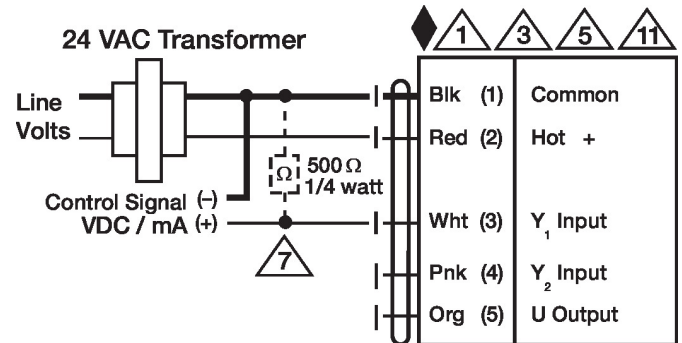 24 VAC Transformer
1 3 5 11
Line
Volts
Blk (1) Common
Red (2) Hot +
Ω 500 Ω
1/4 watt
Control Signal (–)
VDC / mA (+)
Wht (3) Y1 Input
7
Pnk (4) Y2 Input
Org (5) U Output